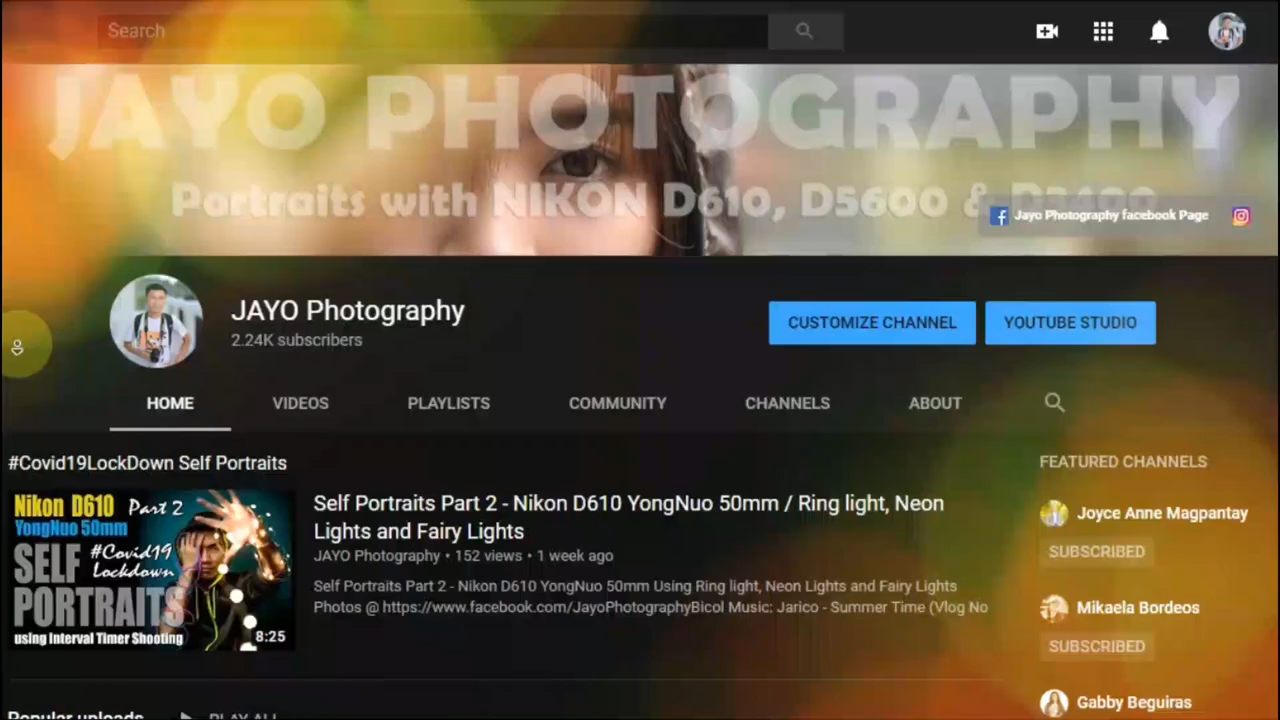 Search
JAYO PHOTOGRAPHY
Portraits with NIKON D610, D5600 & D3400
Jayo Photography facebook Page
JAYO Photography
2.24K subscribers
CUSTOMIZE CHANNEL
YOUTUBE STUDIO
HOME
VIDEOS
PLAYLISTS
COMMUNITY
CHANNELS
ABOUT
#Covid19LockDown Self Portraits
Nikon D610 Part 2
YongNuo 50mm
SELF #Covid19
Lockdown
PORTRAITS
using Interval Timer Shooting
8:25
Self Portraits Part 2 - Nikon D610 YongNuo 50mm / Ring light, Neon
Lights and Fairy Lights
JAYO Photography • 152 views • 1 week ago
Self Portraits Part 2 - Nikon D610 YongNuo 50mm Using Ring light, Neon Lights and Fairy Lights
Photos @ https://www.facebook.com/JayoPhotographyBicol Music: Jarico - Summer Time (Vlog No
FEATURED CHANNELS
Joyce Anne Magpantay
SUBSCRIBED
Mikaela Bordeos
SUBSCRIBED
Gabby Beguiras
Popular uploads
PLAY ALL